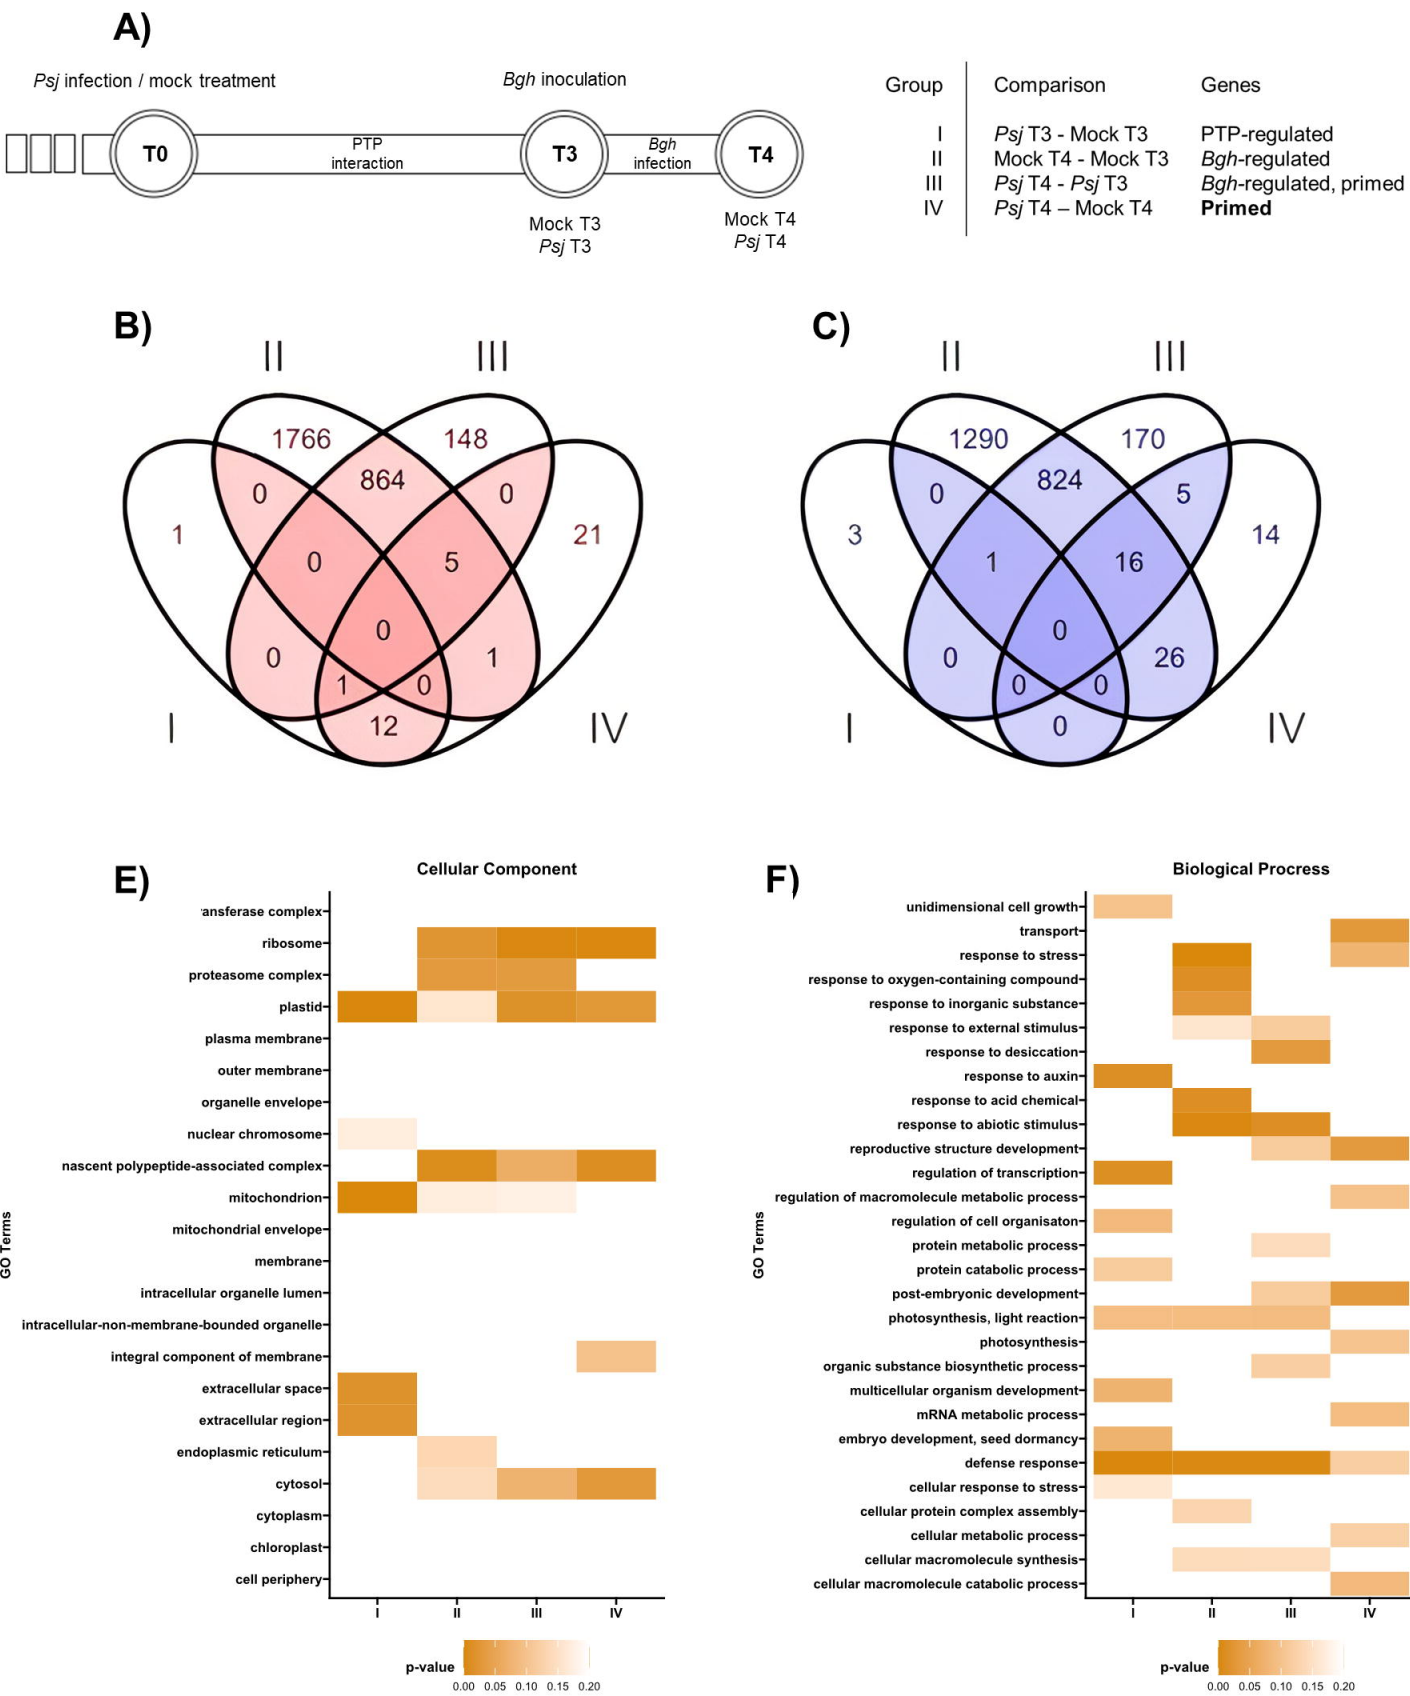 A)
Psj infection / mock treatment
Bgh inoculation
T0
PTP
interaction
T3
Bgh
infection
T4
Mock T3
Psj T3
Mock T4
Psj T4
Group Comparison Genes
I Psj T3 - Mock T3 PTP-regulated
II Mock T4 - Mock T3 Bgh-regulated
III Psj T4 - Psj T3 Bgh-regulated, primed
IV Psj T4 – Mock T4 Primed
B)
II III
1766 148
864
0 0
1 21
0 5
0
0 1
1 0
12
I IV
C)
II III
1290 170
824
0 5
3 14
1 16
0
0 26
0 0
0
I IV
E)
Cellular Component
GO Terms
ansferase complex
ribosome
proteasome complex
plastid
plasma membrane
outer membrane
organelle envelope
nuclear chromosome
nascent polypeptide-associated complex
mitochondrion
mitochondrial envelope
membrane
intracellular organelle lumen
intracellular-non-membrane-bounded organelle
integral component of membrane
extracellular space
extracellular region
endoplasmic reticulum
cytosol
cytoplasm
chloroplast
cell periphery
I II III IV
p-value
0.00 0.05 0.10 0.15 0.20
F)
Biological Procress
GO Terms
unidimensional cell growth
transport
response to stress
response to oxygen-containing compound
response to inorganic substance
response to external stimulus
response to desiccation
response to auxin
response to acid chemical
response to abiotic stimulus
reproductive structure development
regulation of transcription
regulation of macromolecule metabolic process
regulation of cell organisaton
protein metabolic process
protein catabolic process
post-embryonic development
photosynthesis, light reaction
photosynthesis
organic substance biosynthetic process
multicellular organism development
mRNA metabolic process
embryo development, seed dormancy
defense response
cellular response to stress
cellular protein complex assembly
cellular metabolic process
cellular macromolecule synthesis
cellular macromolecule catabolic process
I II III IV
p-value
0.00 0.05 0.10 0.15 0.20